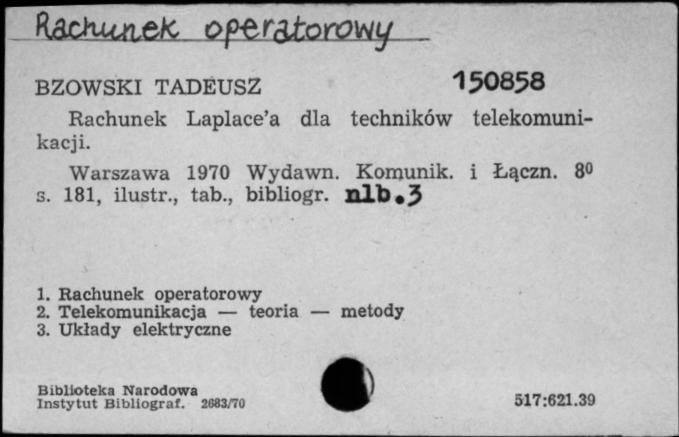 Rachunek operatorowy
BZOWSKI TADEUSZ 150858
Rachunek Laplace'a dla techników telekomuni-
kacji.
Warszawa 1970 Wydawn. Komunik. i Łączn. 8⁰
s. 181, ilustr., tab., bibliogr. nlb.3
1. Rachunek operatorowy
2. Telekomunikacja — teoria — metody
3. Układy elektryczne
Biblioteka Narodowa
Instytut Bibliograf. 2683/70 517:621.39